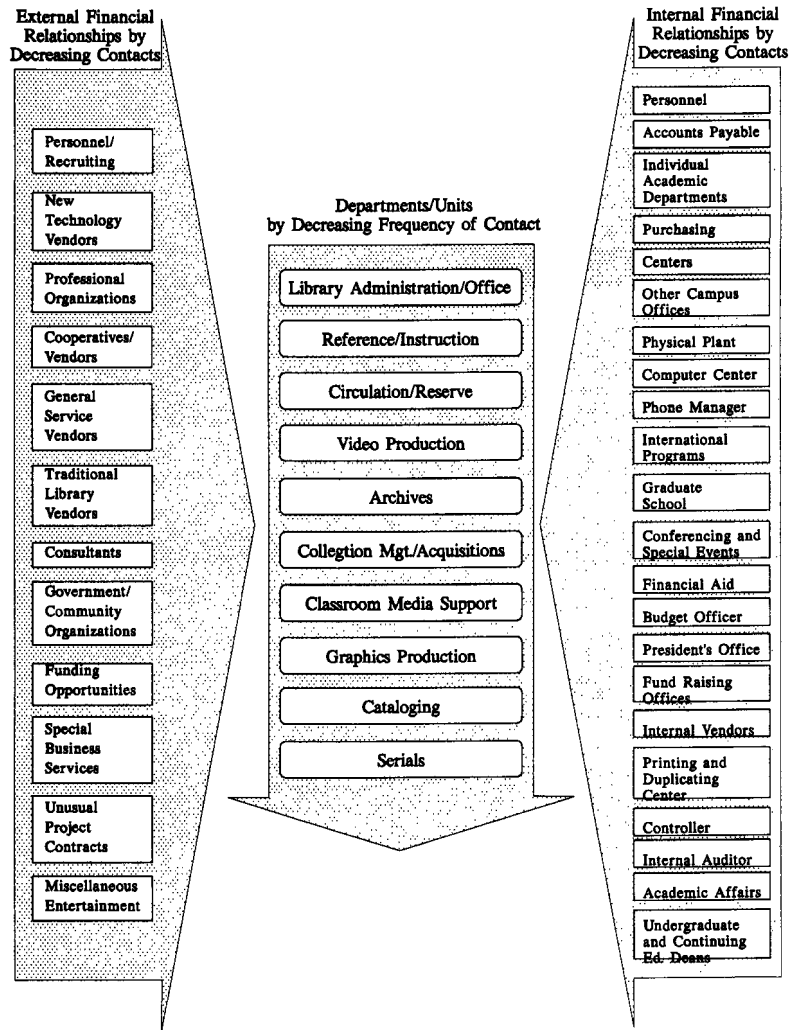 External Financial
Relationships by
Decreasing Contacts
Personnel/
Recruiting
New
Technology
Vendors
Professional
Organizations
Cooperatives/
Vendors
General
Service
Vendors
Traditional
Library
Vendors
Consultants
Government/
Community
Organizations
Funding
Opportunities
Special
Business
Services
Unusual
Project
Contracts
Miscellaneous
Entertainment
Departments/Units
by Decreasing Frequency of Contact
Library Administration/Office
Reference/Instruction
Circulation/Reserve
Video Production
Archives
Collegtion Mgt./Acquisitions
Classroom Media Support
Graphics Production
Cataloging
Serials
Internal Financial
Relationships by
Decreasing Contacts
Personnel
Accounts Payable
Individual
Academic
Departments
Purchasing
Centers
Other Campus
Offices
Physical Plant
Computer Center
Phone Manager
International
Programs
Graduate
School
Conferencing and
Special Events
Financial Aid
Budget Officer
President's Office
Fund Raising
Offices
Internal Vendors
Printing and
Duplicating
Center
Controller
Internal Auditor
Academic Affairs
Undergraduate
and Continuing
Ed. Deans